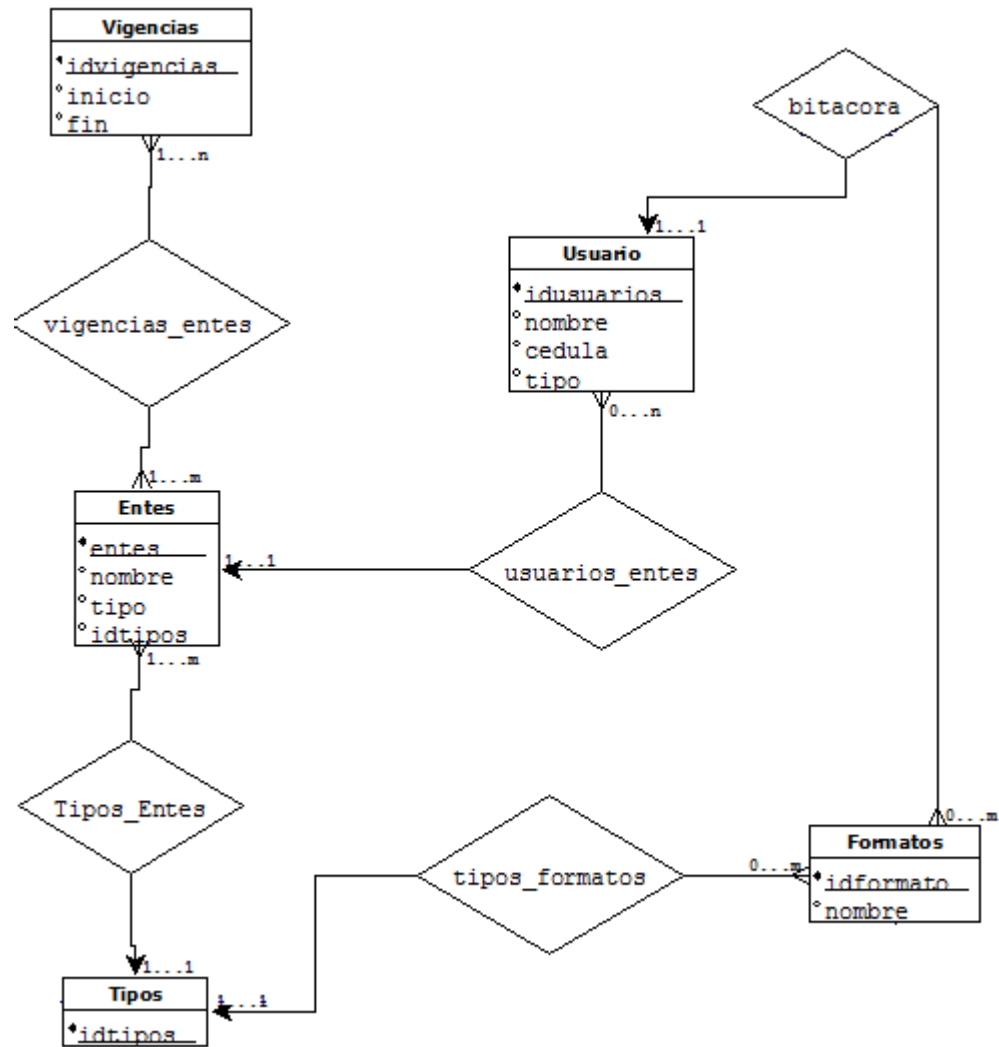 Vigencias
idvigencias
inicio
fin
1...n
bitacora
1...1
Usuario
idusuarios
nombre
cedula
tipo
0...n
vigencias_entes
1...m
Entes
entes
nombre
tipo
idtipos
1...m
1...1
usuarios_entes
Tipos_Entes
tipos_formatos
0...m
0...m
Formatos
idformato
nombre
1...1
Tipos
idtipos
1...1